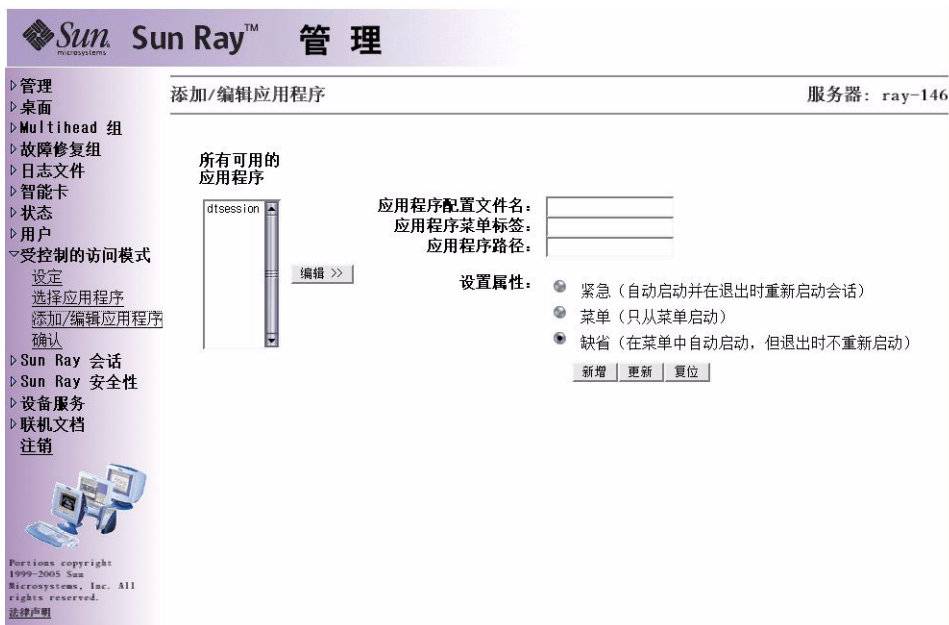 Sun
microsystems
Sun Ray™ 管 理
管理
桌面
Multihead 组
故障修复组
日志文件
智能卡
状态
用户
受控制的访问模式
设定
选择应用程序
添加/编辑应用程序
确认
Sun Ray 会话
Sun Ray 安全性
设备服务
联机文档
注销
Portions copyright
1999-2005 Sun
Microsystems, Inc. All
rights reserved.
法律声明
添加/编辑应用程序
服务器: ray-146
所有可用的
应用程序
dtsession
编辑 >>
应用程序配置文件名:
应用程序菜单标签:
应用程序路径:
设置属性:
紧急（自动启动并在退出时重新启动会话）
菜单（只从菜单启动）
缺省（在菜单中自动启动，但退出时不重新启动）
新增 更新 复位